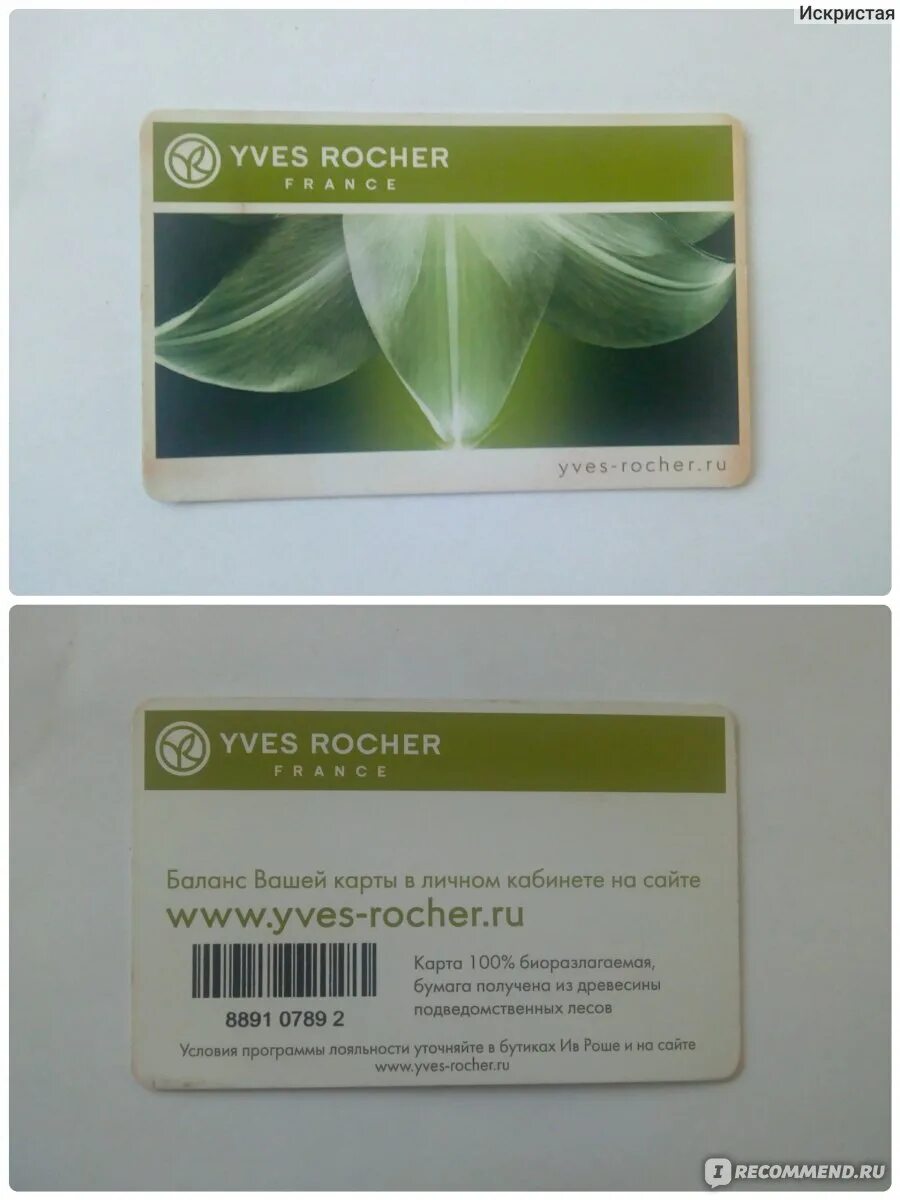 Искристая
YVES ROCHER
FRANCE
yves-rocher.ru
YVES ROCHER
FRANCE
Баланс Вашей карты в личном кабинете на сайте
www.yves-rocher.ru
Карта 100% биоразлагаемая,
бумага получена из древесины
подведомственных лесов
8891 0789 2
Условия программы лояльности уточняйте в бутиках Ив Роше и на сайте
www.yves-rocher.ru
IRECOMMEND.RU